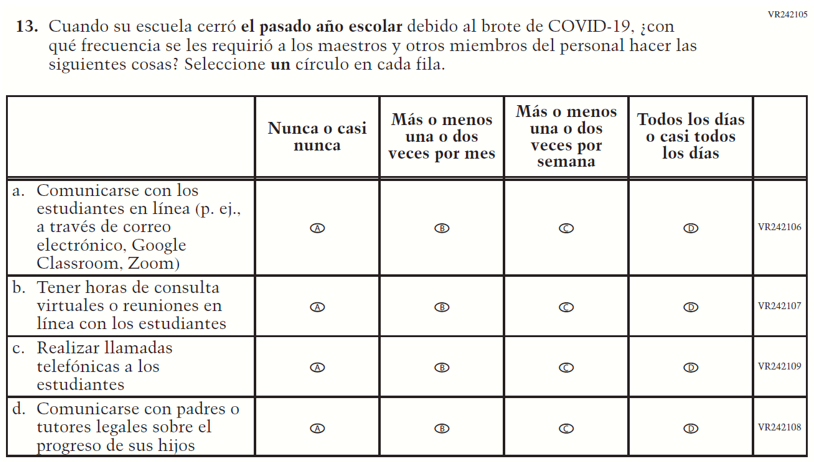 VR242105
13. Cuando su escuela cerró el pasado año escolar debido al brote de COVID-19, ¿con
qué frecuencia se les requirió a los maestros y otros miembros del personal hacer las
siguientes cosas? Seleccione un círculo en cada fila.
Nunca o casi
nunca
Más o menos
una o dos
veces por mes
Más o menos
una o dos
veces por
semana
Todos los días
o casi todos
los días
a. Comunicarse con los
estudiantes en línea (p. ej.,
a través de correo
electrónico, Google
Classroom, Zoom)
A B C D VR242106
b. Tener horas de consulta
virtuales o reuniones en
línea con los estudiantes
A B C D VR242107
c. Realizar llamadas
telefónicas a los
estudiantes
A B C D VR242109
d. Comunicarse con padres o
tutores legales sobre el
progreso de sus hijos
A B C D VR242108